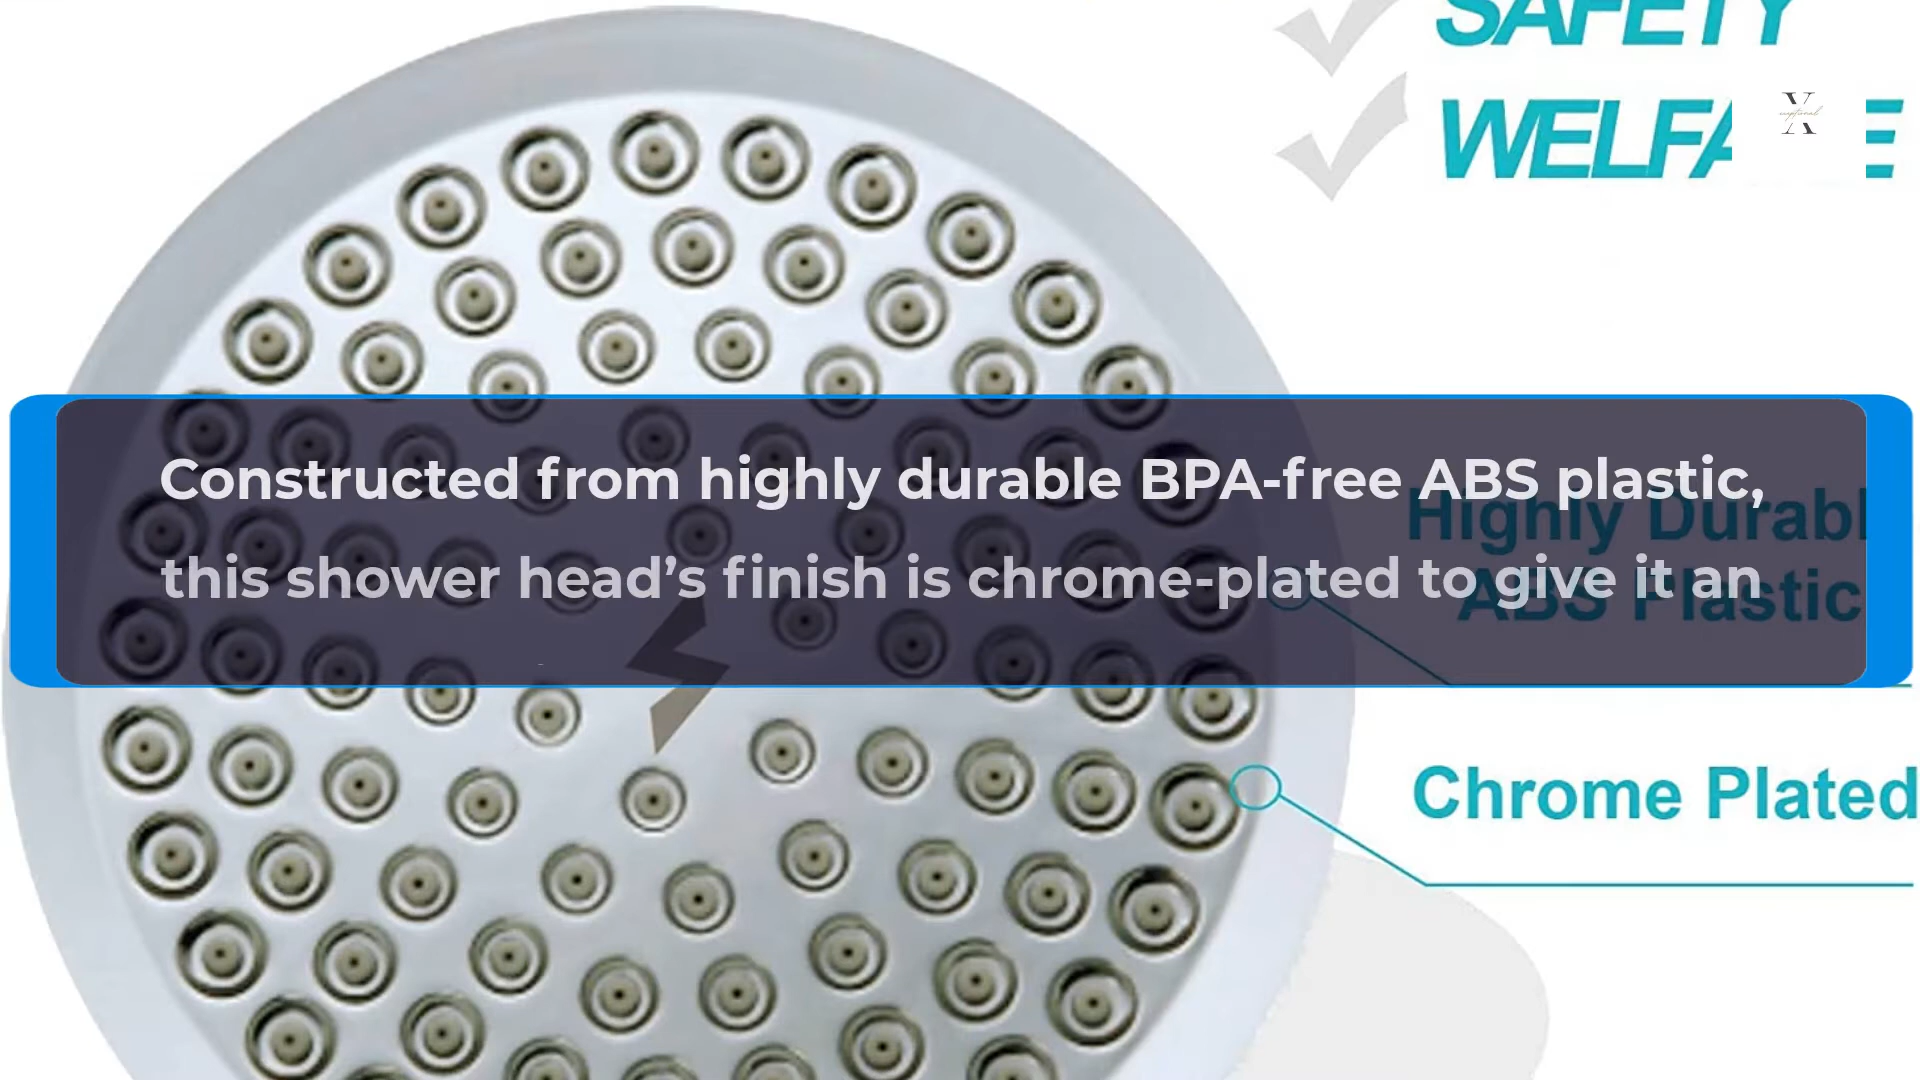 SAFETY
WELFA E
X
Constructed from highly durable BPA-free ABS plastic,
this shower head’s finish is chrome-plated to give it an
Highly Durabl
ABS Plastic
Chrome Plated